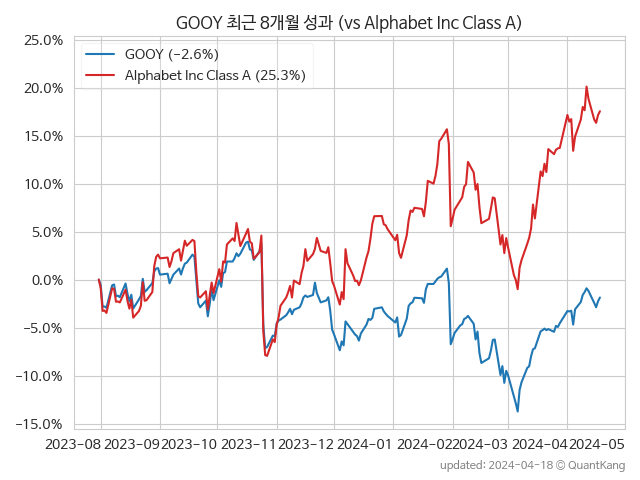 GOOY 최근 8개월 성과 (vs Alphabet Inc Class A)
GOOY (−2.6%)
Alphabet Inc Class A (25.3%)
25.0%
20.0%
15.0%
10.0%
5.0%
0.0%
−5.0%
−10.0%
−15.0%
2023-08 2023-09 2023-10 2023-11 2023-12 2024-01 2024-02 2024-03 2024-04 2024-05
updated: 2024-04-18 © QuantKang